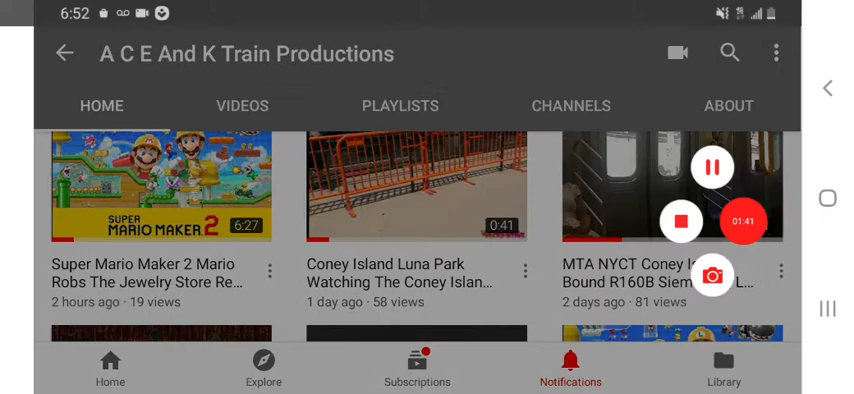 6:52
A C E And K Train Productions
HOME VIDEOS PLAYLISTS CHANNELS ABOUT
SUPER
MARIO MAKER 2
6:27
0:41
01:41
Super Mario Maker 2 Mario
Robs The Jewelry Store Re...
2 hours ago · 19 views
Coney Island Luna Park
Watching The Coney Islan...
1 day ago · 58 views
MTA NYCT Coney Is
Bound R160B Siem L...
2 days ago · 81 views
Home Explore Subscriptions Notifications Library